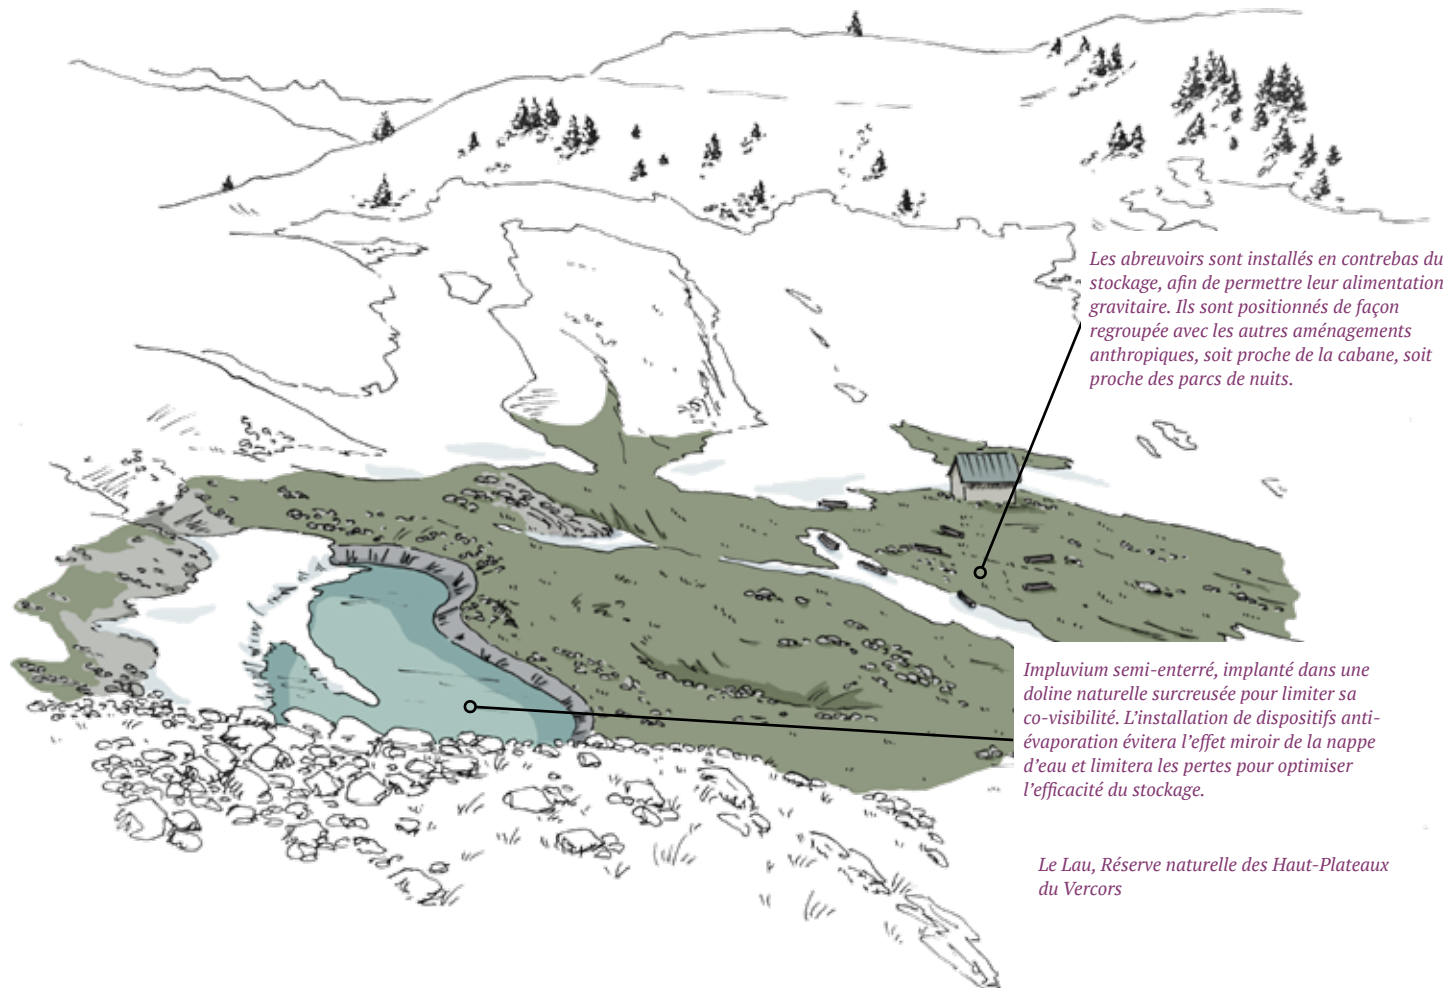 Les abreuvoirs sont installés en contrebas du
stockage, afin de permettre leur alimentation
gravitaire. Ils sont positionnés de façon
regroupée avec les autres aménagements
anthropiques, soit proche de la cabane, soit
proche des parcs de nuits.
Impluvium semi-enterré, implanté dans une
doline naturelle surcreusée pour limiter sa
co-visibilité. L’installation de dispositifs anti-
évaporation évitera l’effet miroir de la nappe
d’eau et limitera les pertes pour optimiser
l’efficacité du stockage.
Le Lau, Réserve naturelle des Haut-Plateaux
du Vercors